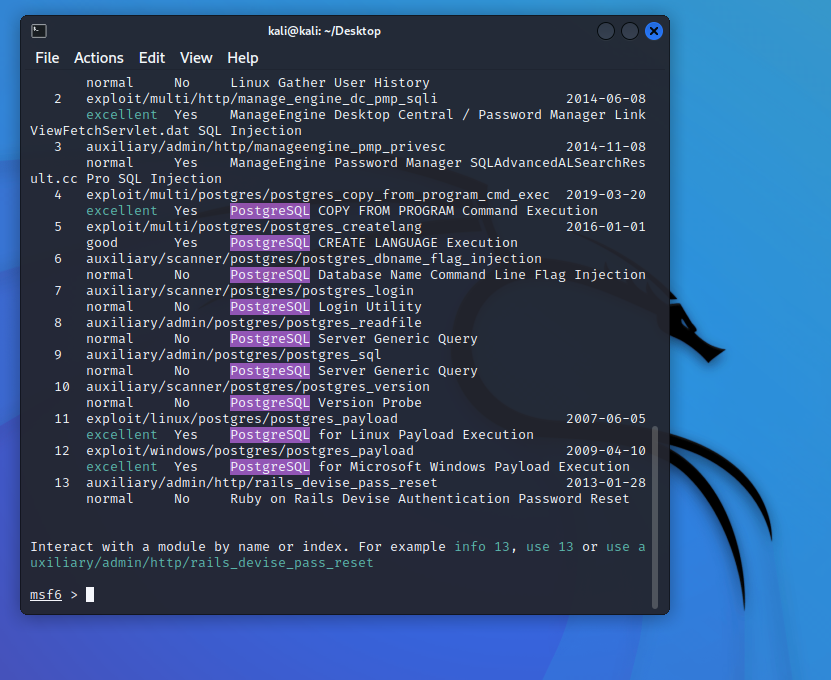 kali@kali: ~/Desktop
File Actions Edit View Help
normal No Linux Gather User History
2 exploit/multi/http/manage_engine_dc_pmp_sqli 2014-06-08
excellent Yes ManageEngine Desktop Central / Password Manager Link
ViewFetchServlet.dat SQL Injection
3 auxiliary/admin/http/manageengine_pmp_privesc 2014-11-08
normal Yes ManageEngine Password Manager SQLAdvancedALSearchRes
ult.cc Pro SQL Injection
4 exploit/multi/postgres/postgres_copy_from_program_cmd_exec 2019-03-20
excellent Yes PostgreSQL COPY FROM PROGRAM Command Execution
5 exploit/multi/postgres/postgres_createlang 2016-01-01
good Yes PostgreSQL CREATE LANGUAGE Execution
6 auxiliary/scanner/postgres/postgres_dbname_flag_injection
normal No PostgreSQL Database Name Command Line Flag Injection
7 auxiliary/scanner/postgres/postgres_login
normal No PostgreSQL Login Utility
8 auxiliary/admin/postgres/postgres_readfile
normal No PostgreSQL Server Generic Query
9 auxiliary/admin/postgres/postgres_sql
normal No PostgreSQL Server Generic Query
10 auxiliary/scanner/postgres/postgres_version
normal No PostgreSQL Version Probe
11 exploit/linux/postgres/postgres_payload 2007-06-05
excellent Yes PostgreSQL for Linux Payload Execution
12 exploit/windows/postgres/postgres_payload 2009-04-10
excellent Yes PostgreSQL for Microsoft Windows Payload Execution
13 auxiliary/admin/http/rails_devise_pass_reset 2013-01-28
normal No Ruby on Rails Devise Authentication Password Reset
Interact with a module by name or index. For example info 13, use 13 or use a
uxiliary/admin/http/rails_devise_pass_reset
msf6 >